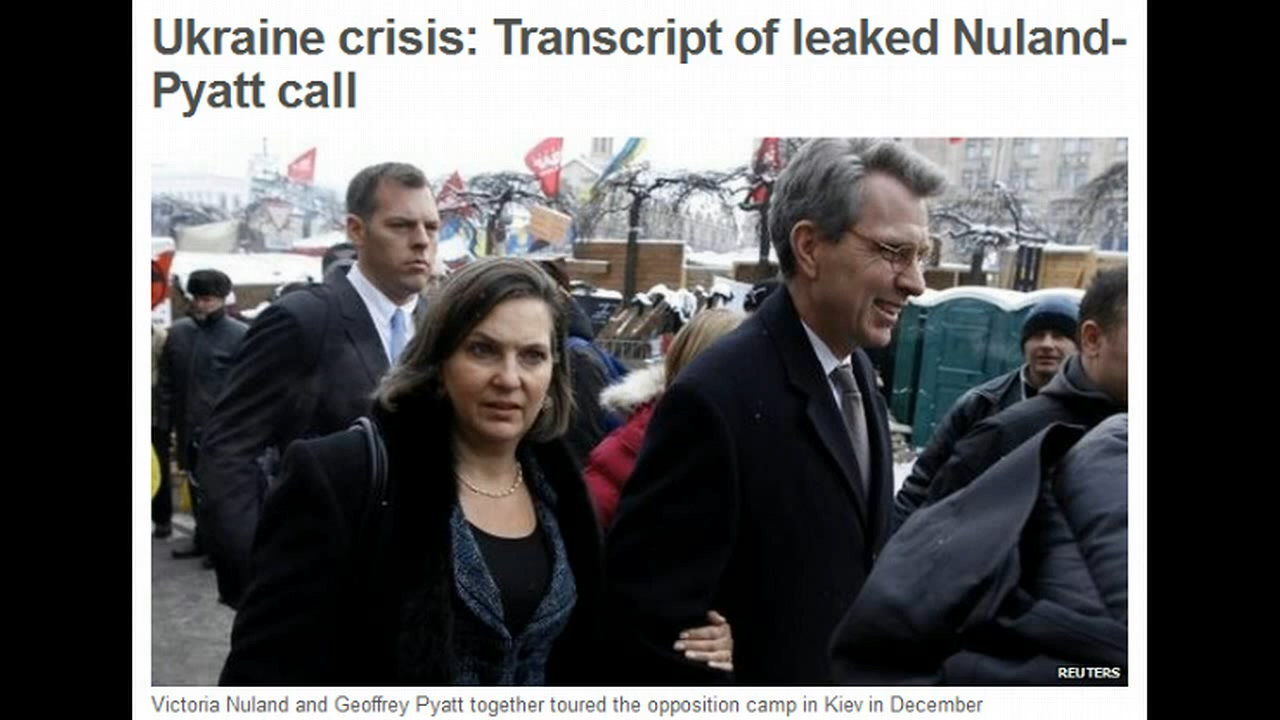 Ukraine crisis: Transcript of leaked Nuland-
Pyatt call
REUTERS
Victoria Nuland and Geoffrey Pyatt together toured the opposition camp in Kiev in December